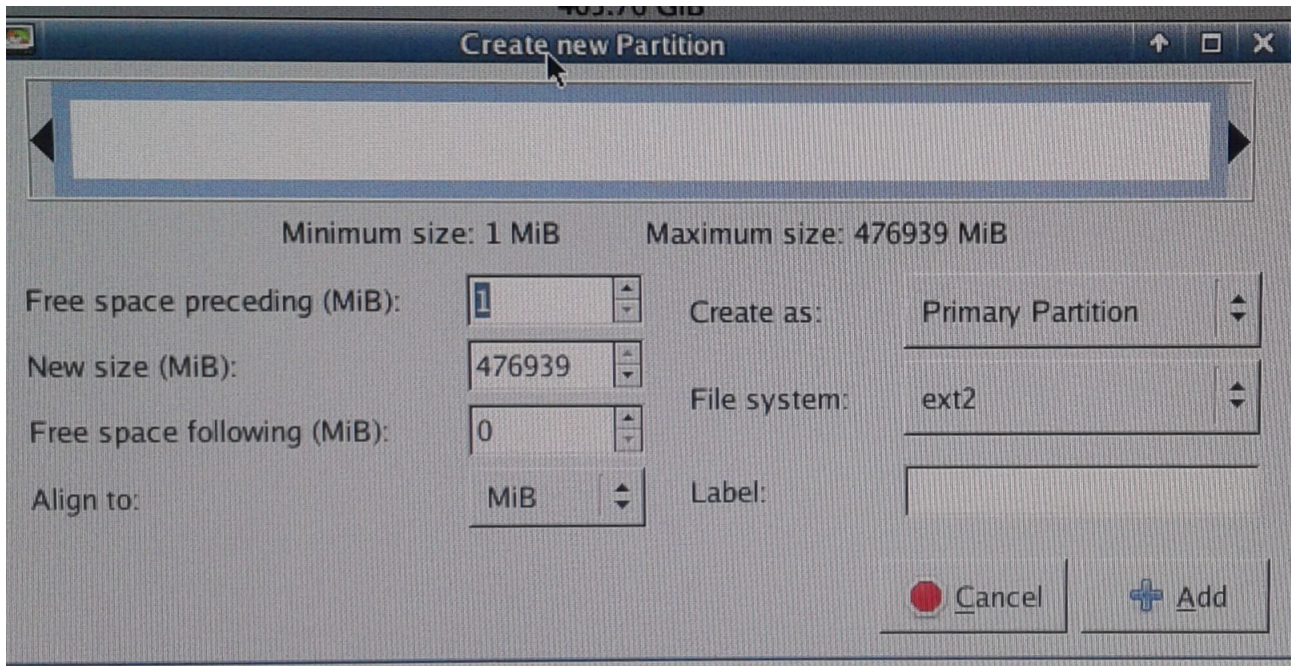 Create new Partition
Minimum size: 1 MiB Maximum size: 476939 MiB
Free space preceding (MiB): 1
Create as: Primary Partition
New size (MiB): 476939
File system: ext2
Free space following (MiB): 0
Align to: MiB
Label:
Cancel Add